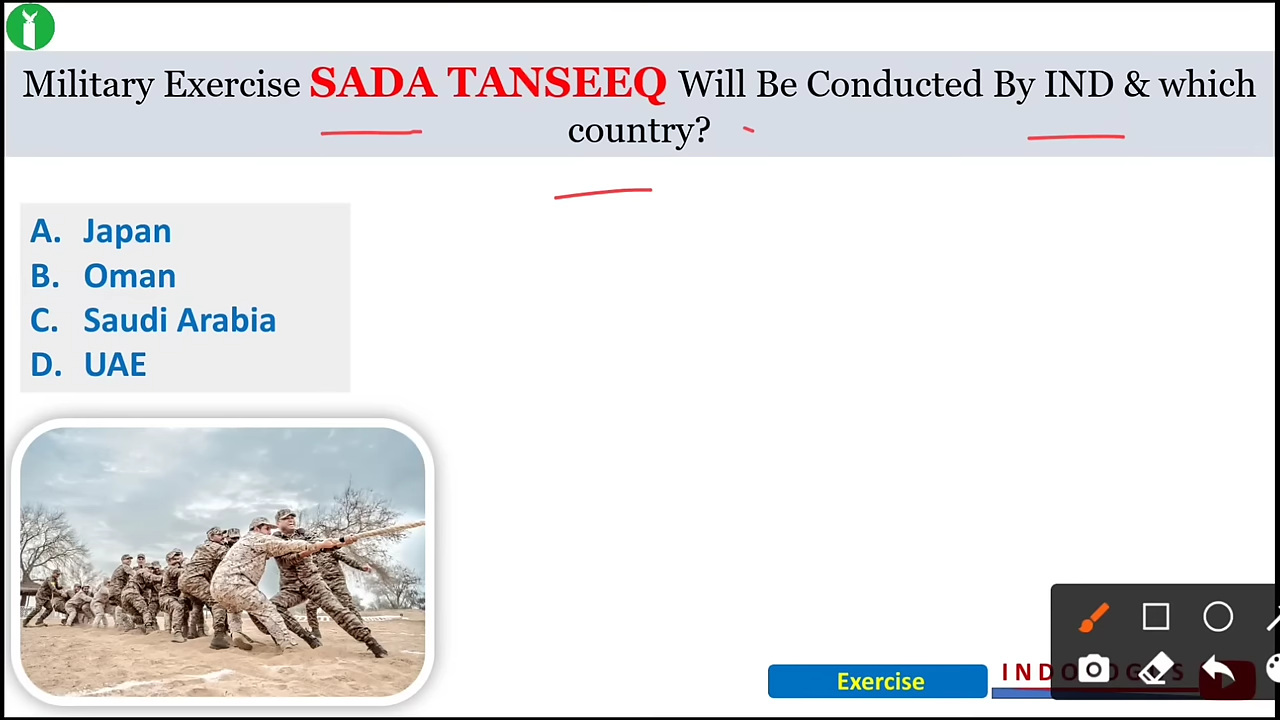 Military Exercise SADA TANSEEQ Will Be Conducted By IND & which
country?
A. Japan
B. Oman
C. Saudi Arabia
D. UAE
Exercise